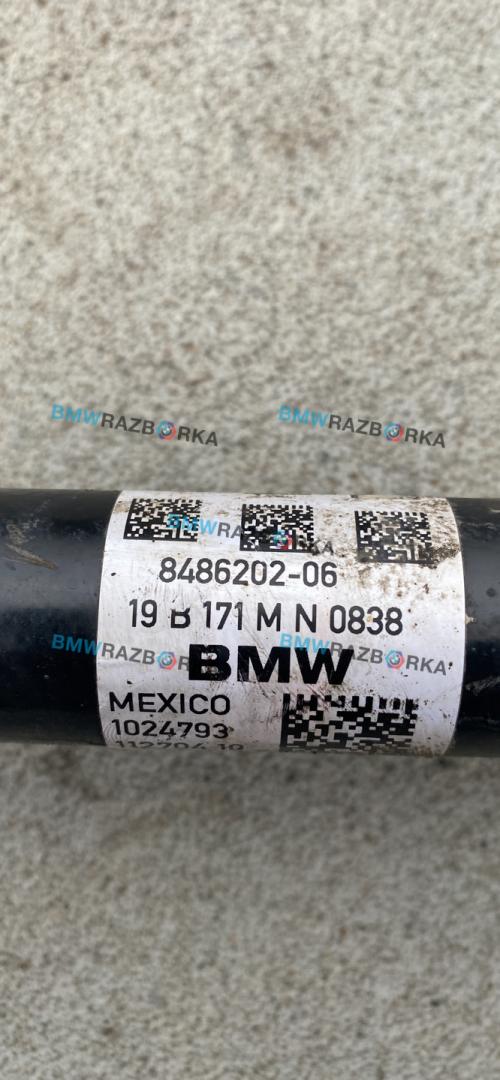 BMWRAZBORKA BMWRAZBORKA
BMWRAZBORKA
8486202-06
19 B 171 M N 0838
BMWRAZBORKA BMW BMWRAZBORKA
MEXICO
1024793